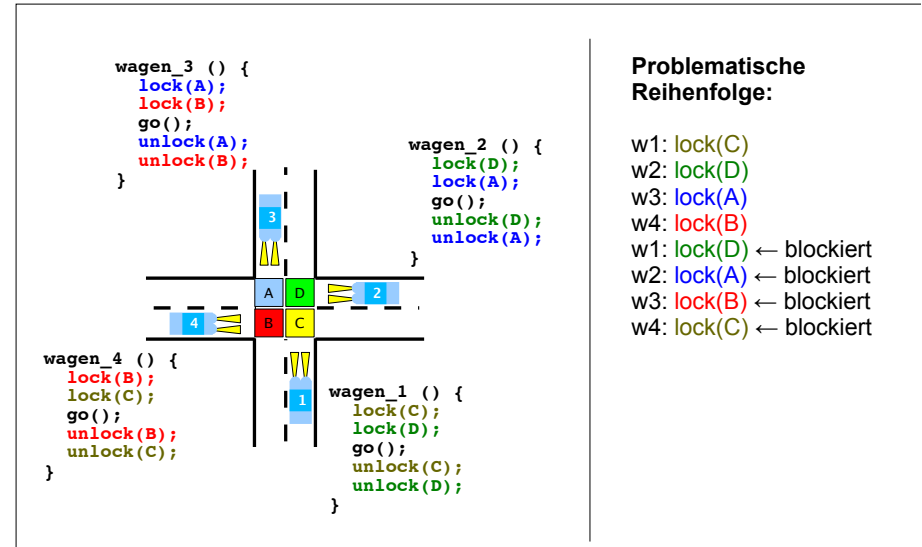 wagen_3 () {
lock(A);
lock(B);
go();
unlock(A);
unlock(B);
}
wagen_2 () {
lock(D);
lock(A);
go();
unlock(D);
unlock(A);
}
3
A
D
2
4
B
C
1
wagen_4 () {
lock(B);
lock(C);
go();
unlock(B);
unlock(C);
}
wagen_1 () {
lock(C);
lock(D);
go();
unlock(C);
unlock(D);
}
Problematische
Reihenfolge:
w1: lock(C)
w2: lock(D)
w3: lock(A)
w4: lock(B)
w1: lock(D) ← blockiert
w2: lock(A) ← blockiert
w3: lock(B) ← blockiert
w4: lock(C) ← blockiert